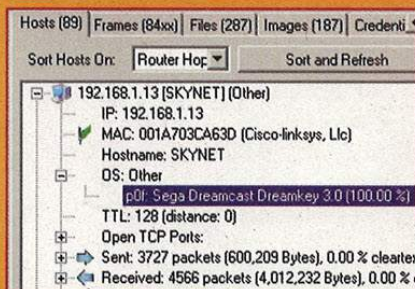 Hosts (89) Frames (84xx) Files (287) Images (187) Credenti
Sort Hosts On: Router Hop Sort and Refresh
192.168.1.13 [SKYNET] (Other)
IP: 192.168.1.13
MAC: 001A703CA63D (Cisco-linksys, Llc)
Hostname: SKYNET
OS: Other
p0f: Sega Dreamcast Dreamkey 3.0 (100.00 %)
TTL: 128 (distance: 0)
Open TCP Ports:
Sent: 3727 packets (600,209 Bytes), 0.00 % cleartex
Received: 4566 packets (4,012,232 Bytes), 0.00 %